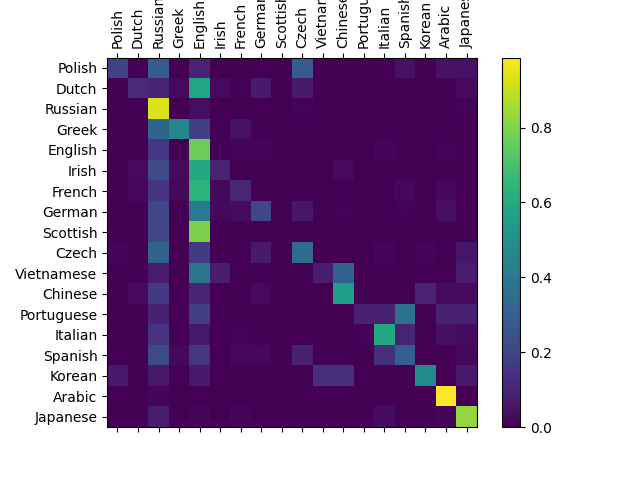 Polish
Dutch
Russian
Greek
English
Irish
French
German
Scottish
Czech
Vietnam
Chinese
Portugu
Italian
Spanish
Korean
Arabic
Japanes
Polish
Dutch
Russian
Greek
English
Irish
French
German
Scottish
Czech
Vietnamese
Chinese
Portuguese
Italian
Spanish
Korean
Arabic
Japanese
0.8
0.6
0.4
0.2
0.0